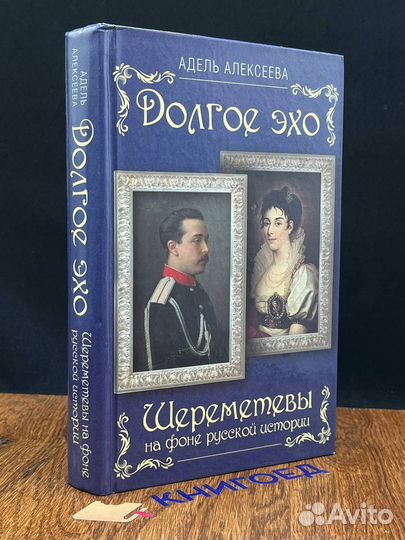 АДЕЛЬ АЛЕКСЕЕВА
Долгое эхо
Шереметевы
на фоне русской истории
АДЕЛЬ
АЛЕКСЕЕВА
Долгое эхо
Шереметевы на фоне
русской истории
КНИГОЕД
Avito